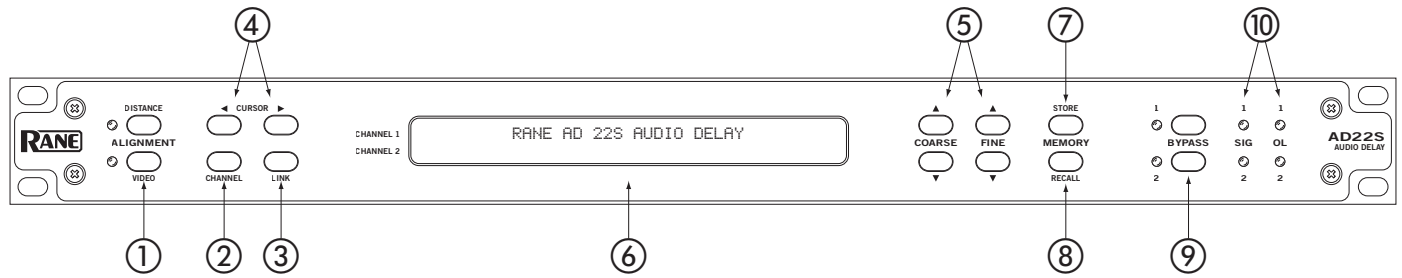 ④ ⑤ ⑦ ⑩
DISTANCE ◄ CURSOR ► ▲ ▲ STORE 1 1 1
RANE ALIGNMENT CHANNEL 1 RANE AD 22S AUDIO DELAY COARSE FINE MEMORY BYPASS SIG OL AD22S
CHANNEL 2 AUDIO DELAY
VIDEO CHANNEL LINK ▼ ▼ RECALL 2 2 2
① ② ③ ⑥ ⑧ ⑨